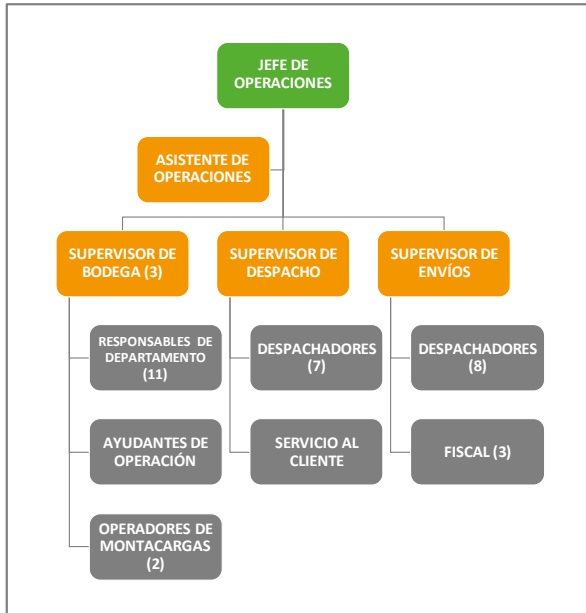 JEFE DE
OPERACIONES
ASISTENTE DE
OPERACIONES
SUPERVISOR DE
BODEGA (3)
SUPERVISOR DE
DESPACHO
SUPERVISOR DE
ENVÍOS
RESPONSABLES DE
DEPARTAMENTO
(11)
DESPACHADORES
(7)
DESPACHADORES
(8)
AYUDANTES DE
OPERACIÓN
SERVICIO AL
CLIENTE
FISCAL (3)
OPERADORES DE
MONTACARGAS
(2)